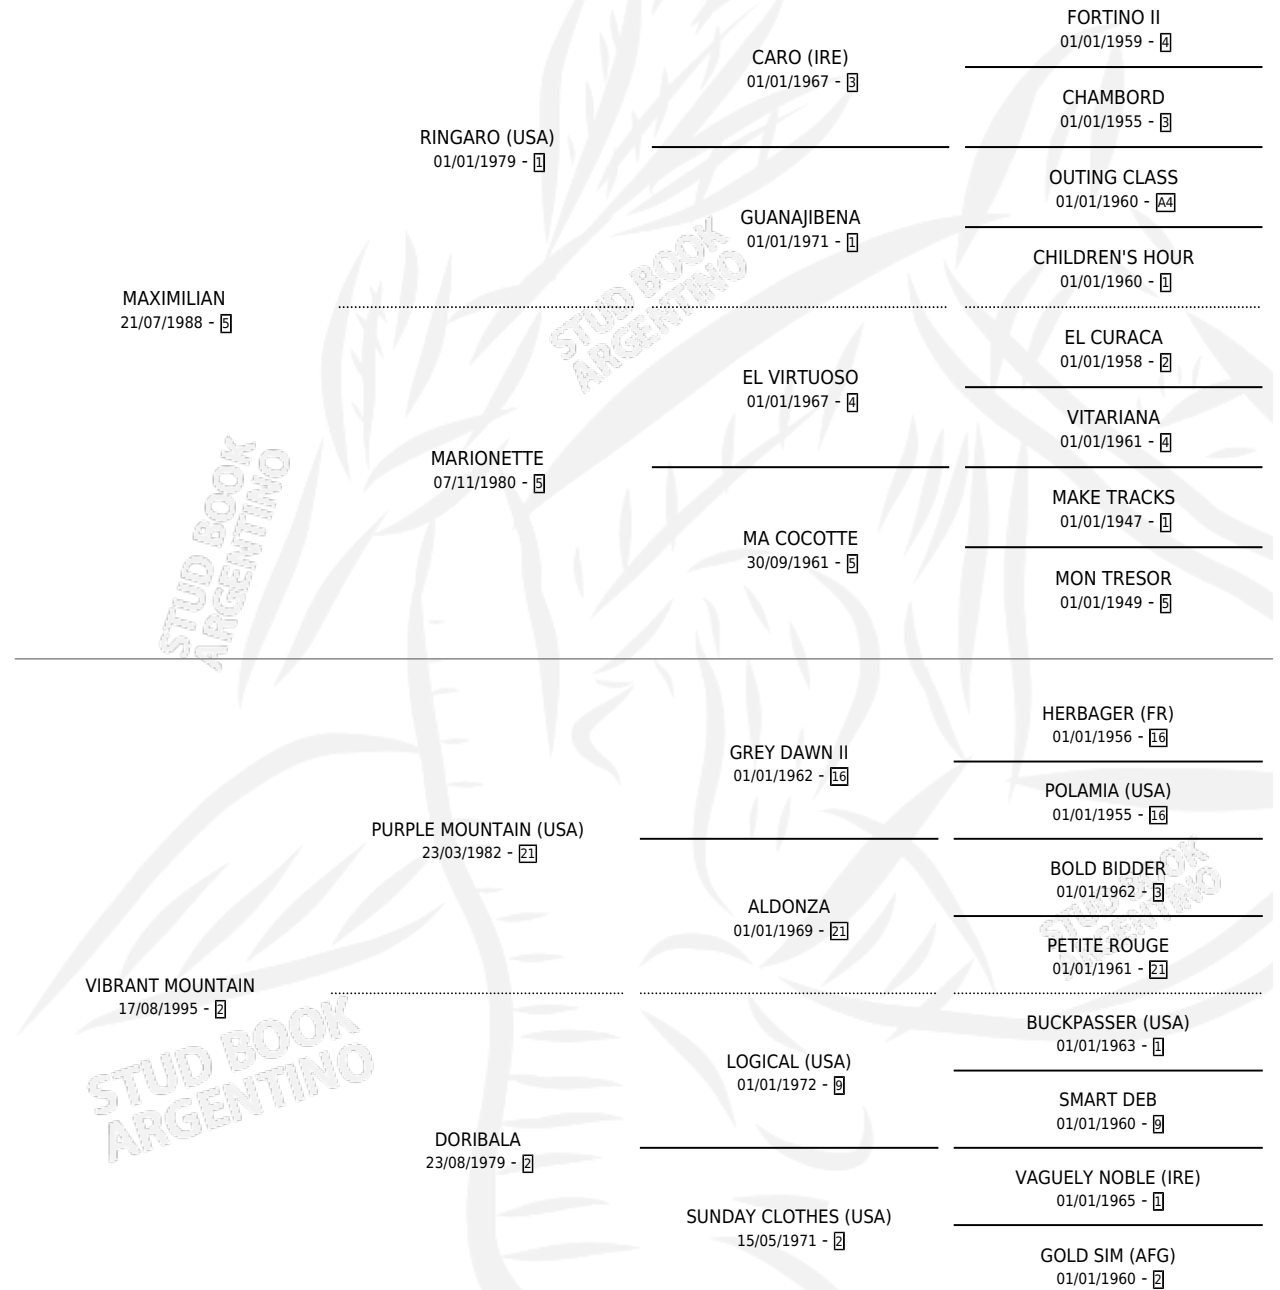 FORTINO II
01/01/1959 - 4
CARO (IRE)
01/01/1967 - 3
CHAMBORD
01/01/1955 - 3
RINGARO (USA)
01/01/1979 - 1
OUTING CLASS
01/01/1960 - A4
GUANAJIBENA
01/01/1971 - 1
CHILDREN'S HOUR
01/01/1960 - 1
MAXIMILIAN
21/07/1988 - 5
EL CURACA
01/01/1958 - 2
EL VIRTUOSO
01/01/1967 - 4
VITARIANA
01/01/1961 - 4
MARIONETTE
07/11/1980 - 5
MAKE TRACKS
01/01/1947 - 1
MA COCOTTE
30/09/1961 - 5
MON TRESOR
01/01/1949 - 5
HERBAGER (FR)
01/01/1956 - 16
GREY DAWN II
01/01/1962 - 16
POLAMIA (USA)
01/01/1955 - 16
PURPLE MOUNTAIN (USA)
23/03/1982 - 21
BOLD BIDDER
01/01/1962 - 3
ALDONZA
01/01/1969 - 21
PETITE ROUGE
01/01/1961 - 21
VIBRANT MOUNTAIN
17/08/1995 - 2
BUCKPASSER (USA)
01/01/1963 - 1
LOGICAL (USA)
01/01/1972 - 9
SMART DEB
01/01/1960 - 9
DORIBALA
23/08/1979 - 2
VAGUELY NOBLE (IRE)
01/01/1965 - 1
SUNDAY CLOTHES (USA)
15/05/1971 - 2
GOLD SIM (AFG)
01/01/1960 - 2
STUD BOOK
ARGENTINO
STUD BOOK
ARGENTINO
STUD BOOK
ARGENTINO
STUD BOOK
ARGENTINO